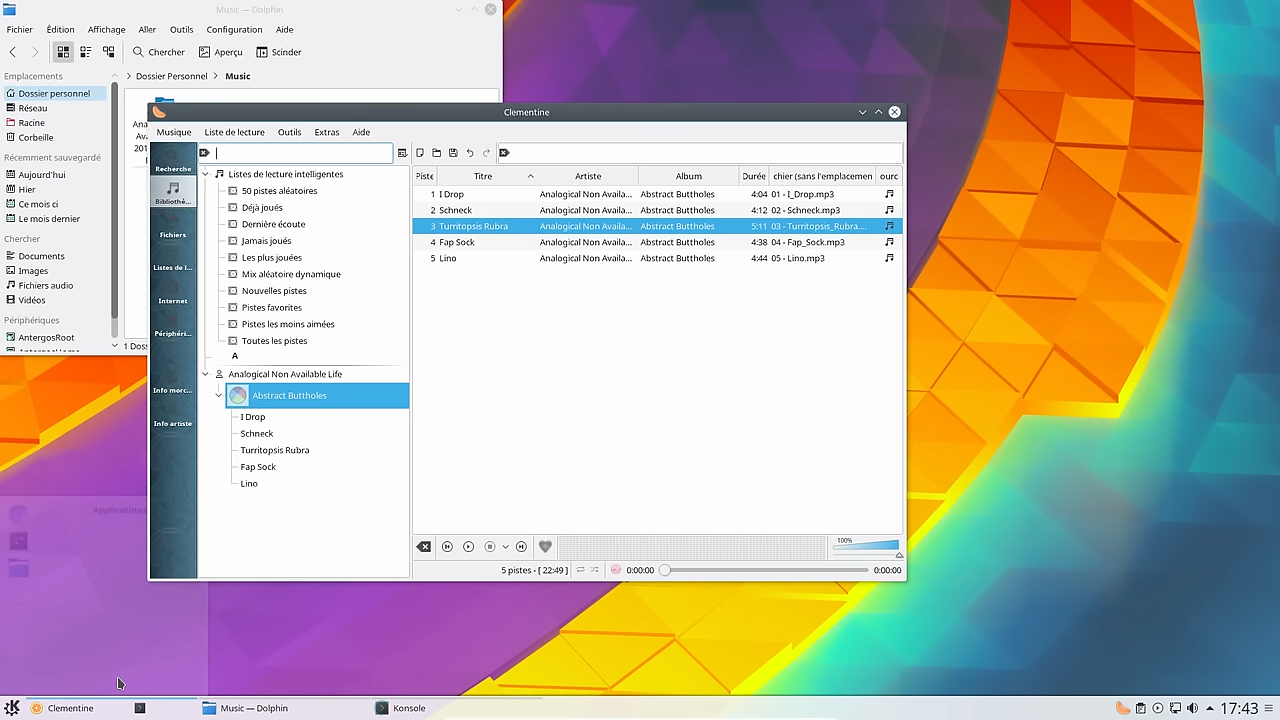 Music — Dolphin
Fichier Édition Affichage Aller Outils Configuration Aide
Chercher Aperçu Scinder
Emplacements
Dossier personnel
Réseau
Racine
Corbeille
Récemment sauvegardé
Aujourd'hui
Hier
Ce mois ci
Le mois dernier
Chercher
Documents
Images
Fichiers audio
Vidéos
Périphériques
AntergosRoot
Dossier Personnel > Music
Ana
Ava
201
1 Doss
Clementine
Musique Liste de lecture Outils Extras Aide
Recherche
Bibliothè...
Fichiers
Listes de l...
Internet
Périphéri...
Info morc...
Info artiste
Listes de lecture intelligentes
50 pistes aléatoires
Déjà joués
Dernière écoute
Jamais joués
Les plus jouées
Mix aléatoire dynamique
Nouvelles pistes
Pistes favorites
Pistes les moins aimées
Toutes les pistes
A
Analogical Non Available Life
Abstract Buttholes
I Drop
Schneck
Turritopsis Rubra
Fap Sock
Lino
Piste Titre Artiste Album Durée chier (sans l'emplacemen ourc
1 I Drop Analogical Non Availa... Abstract Buttholes 4:04 01 - I_Drop.mp3
2 Schneck Analogical Non Availa... Abstract Buttholes 4:12 02 - Schneck.mp3
3 Turritopsis Rubra Analogical Non Availa... Abstract Buttholes 5:11 03 - Turritopsis_Rubra....
4 Fap Sock Analogical Non Availa... Abstract Buttholes 4:38 04 - Fap_Sock.mp3
5 Lino Analogical Non Availa... Abstract Buttholes 4:44 05 - Lino.mp3
100%
5 pistes - [ 22:49 ] 0:00:00 0:00:00
Applications
Clementine Music — Dolphin Konsole 17:43